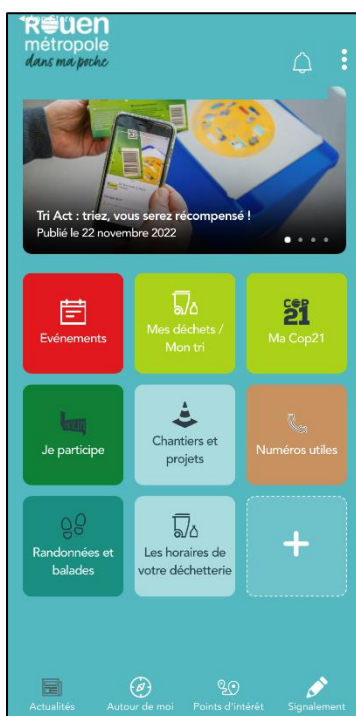 Rouen
métropole
dans ma poche
Tri Act : triez, vous serez récompensé !
Publié le 22 novembre 2022
Evénements
Mes déchets /
Mon tri
COP
21
Ma Cop21
Je participe
Chantiers et
projets
Numéros utiles
Randonnées et
balades
Les horaires de
votre déchetterie
Actualités
Autour de moi
Points d'intérêt
Signalement